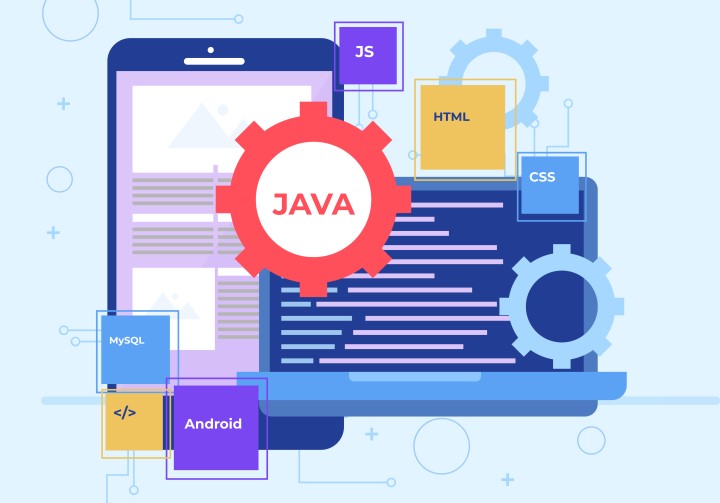 JS
HTML
CSS
JAVA
MySQL
</>
Android